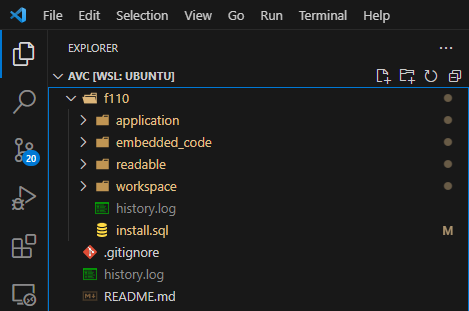 File Edit Selection View Go Run Terminal Help
EXPLORER
AVC [WSL: UBUNTU]
f110
application
embedded_code
readable
workspace
history.log
install.sql M
.gitignore
history.log
README.md
20